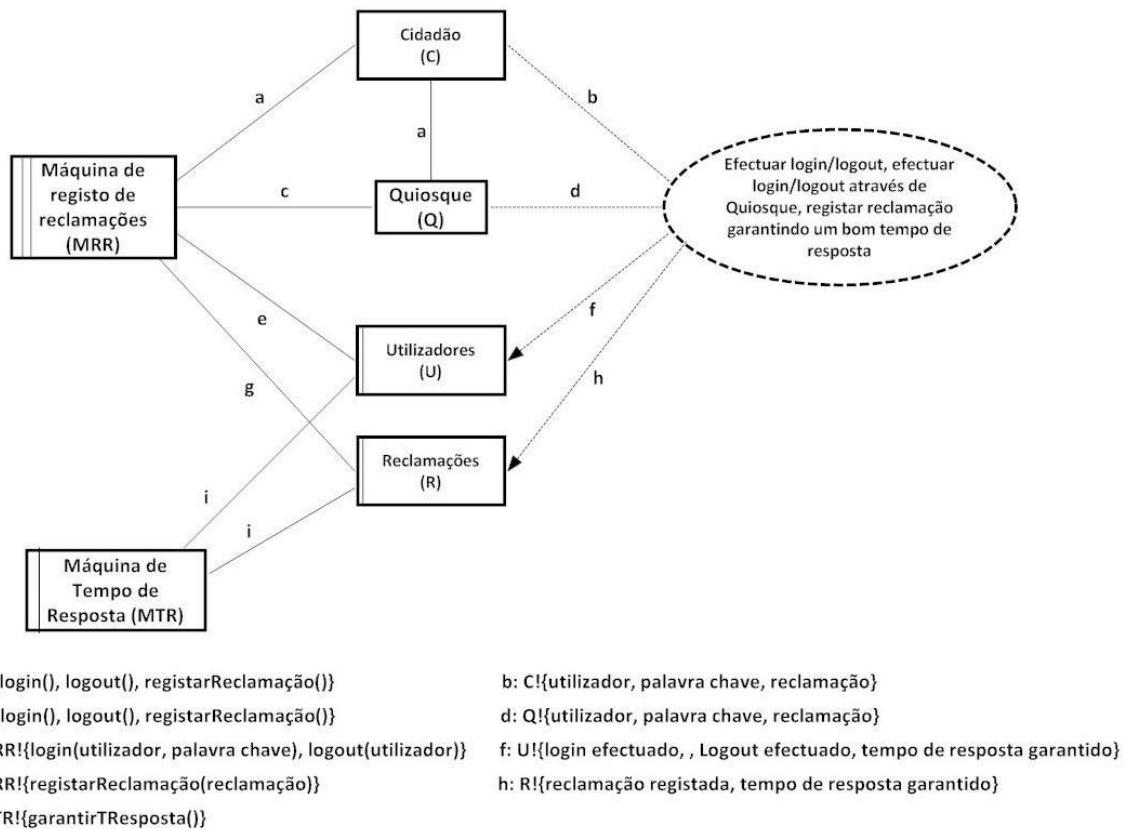 Cidadão
(C)
a
b
a
Máquina de
registo de
reclamações
(MRR)
c
Quiosque
(Q)
d
Efectuar login/logout, efectuar
login/logout através de
Quiosque, registar reclamação
garantindo um bom tempo de
resposta
e
f
Utilizadores
(U)
g
h
Reclamações
(R)
i
i
Máquina de
Tempo de
Resposta (MTR)
login(), logout(), registarReclamação()}
b: C!{utilizador, palavra chave, reclamação}
login(), logout(), registarReclamação()}
d: Q!{utilizador, palavra chave, reclamação}
RR!{login(utilizador, palavra chave), logout(utilizador)}
f: U!{login efectuado, , Logout efectuado, tempo de resposta garantido}
RR!{registarReclamação(reclamação)}
h: R!{reclamação registada, tempo de resposta garantido}
TR!{garantirTResposta()}